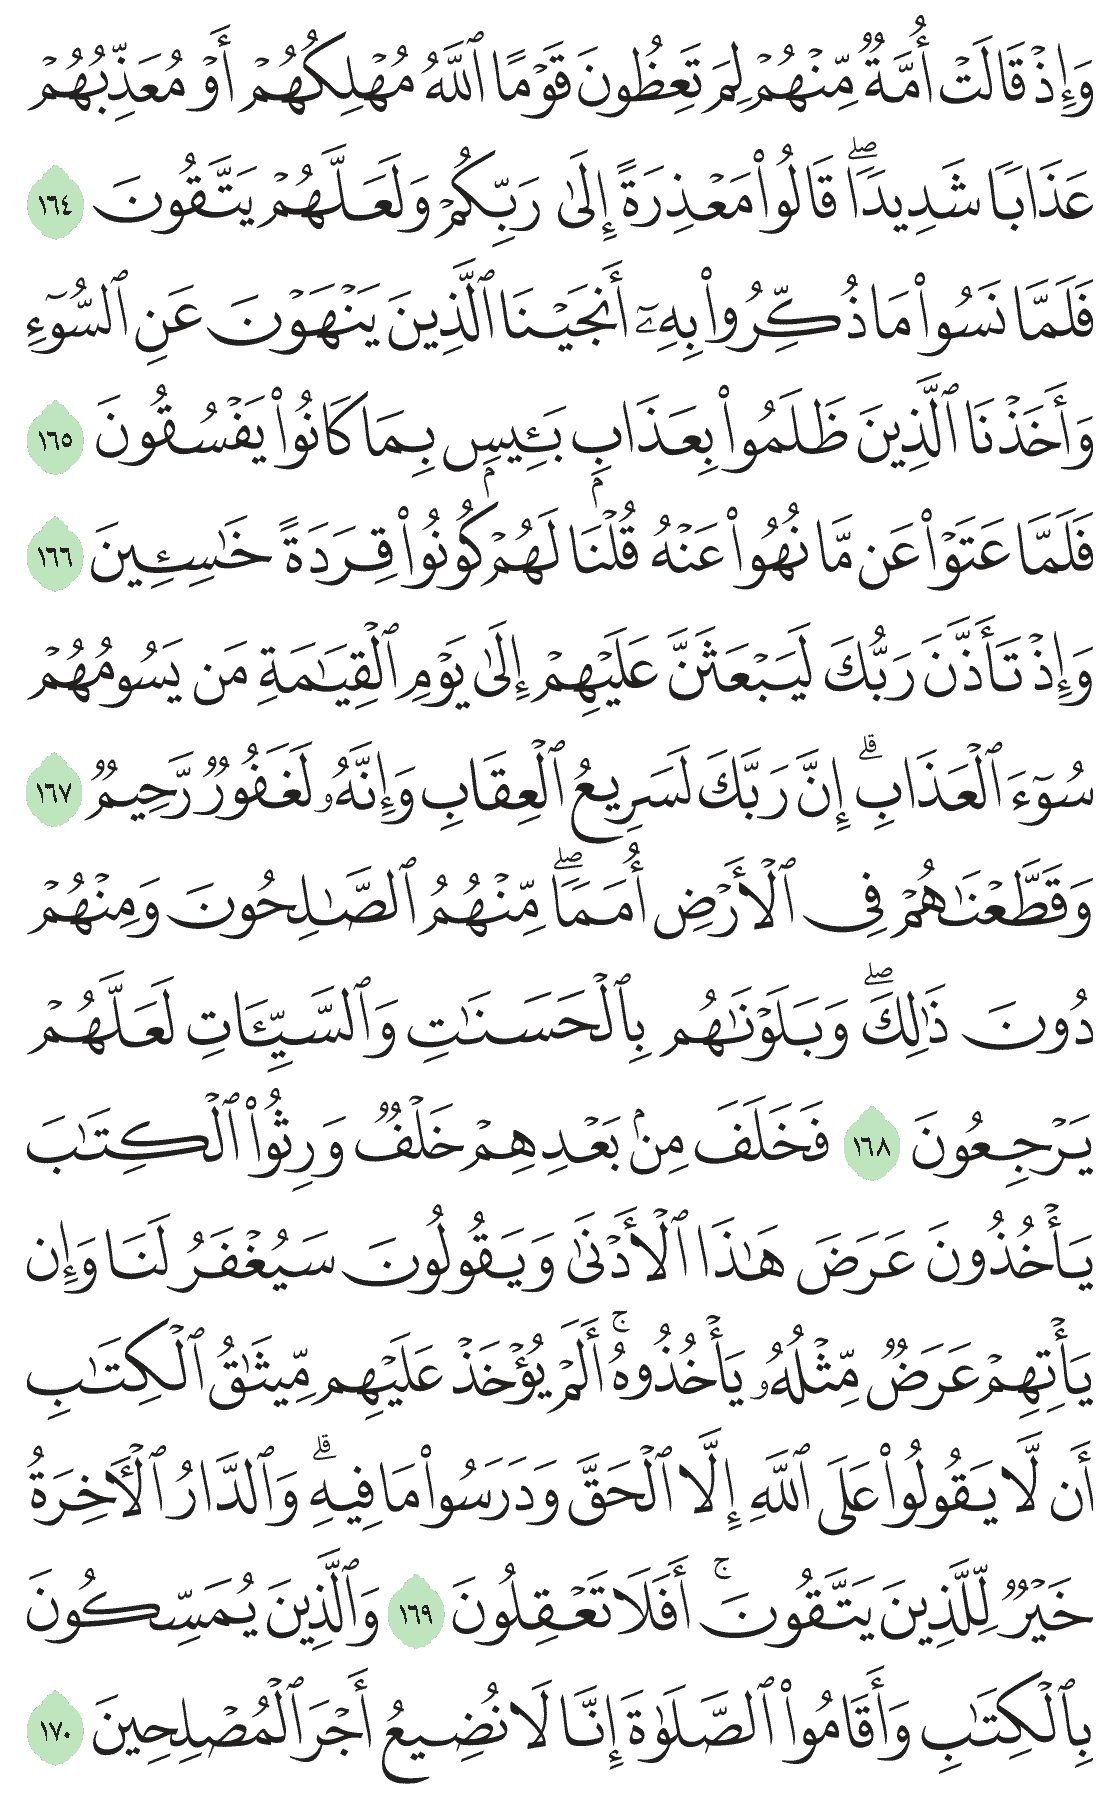 وَإِذۡ قَالَتۡ أُمَّةٞ مِّنۡهُمۡ لِمَ تَعِظُونَ قَوۡمًا ٱللَّهُ مُهۡلِكُهُمۡ أَوۡ مُعَذِّبُهُمۡ
عَذَابٗا شَدِيدٗاۖ قَالُواْ مَعۡذِرَةً إِلَىٰ رَبِّكُمۡ وَلَعَلَّهُمۡ يَتَّقُونَ ١٦٤
فَلَمَّا نَسُواْ مَا ذُكِّرُواْ بِهِۦٓ أَنجَيۡنَا ٱلَّذِينَ يَنۡهَوۡنَ عَنِ ٱلسُّوٓءِ
وَأَخَذۡنَا ٱلَّذِينَ ظَلَمُواْ بِعَذَابِۭ بَـِٔيسِۭ بِمَا كَانُواْ يَفۡسُقُونَ ١٦٥
فَلَمَّا عَتَوۡاْ عَن مَّا نُهُواْ عَنۡهُ قُلۡنَا لَهُمۡ كُونُواْ قِرَدَةً خَٰسِـِٔينَ ١٦٦
وَإِذۡ تَأَذَّنَ رَبُّكَ لَيَبۡعَثَنَّ عَلَيۡهِمۡ إِلَىٰ يَوۡمِ ٱلۡقِيَٰمَةِ مَن يَسُومُهُمۡ
سُوٓءَ ٱلۡعَذَابِۗ إِنَّ رَبَّكَ لَسَرِيعُ ٱلۡعِقَابِ وَإِنَّهُۥ لَغَفُورٞ رَّحِيمٞ ١٦٧
وَقَطَّعۡنَٰهُمۡ فِي ٱلۡأَرۡضِ أُمَمٗاۖ مِّنۡهُمُ ٱلصَّٰلِحُونَ وَمِنۡهُمۡ
دُونَ ذَٰلِكَۖ وَبَلَوۡنَٰهُم بِٱلۡحَسَنَٰتِ وَٱلسَّيِّـَٔاتِ لَعَلَّهُمۡ
يَرۡجِعُونَ ١٦٨ فَخَلَفَ مِنۢ بَعۡدِهِمۡ خَلۡفٞ وَرِثُواْ ٱلۡكِتَٰبَ
يَأۡخُذُونَ عَرَضَ هَٰذَا ٱلۡأَدۡنَىٰ وَيَقُولُونَ سَيُغۡفَرُ لَنَا وَإِن
يَأۡتِهِمۡ عَرَضٞ مِّثۡلُهُۥ يَأۡخُذُوهُۚ أَلَمۡ يُؤۡخَذۡ عَلَيۡهِم مِّيثَٰقُ ٱلۡكِتَٰبِ
أَن لَّا يَقُولُواْ عَلَى ٱللَّهِ إِلَّا ٱلۡحَقَّ وَدَرَسُواْ مَا فِيهِۗ وَٱلدَّارُ ٱلۡأٓخِرَةُ
خَيۡرٞ لِّلَّذِينَ يَتَّقُونَۚ أَفَلَا تَعۡقِلُونَ ١٦٩ وَٱلَّذِينَ يُمَسِّكُونَ
بِٱلۡكِتَٰبِ وَأَقَامُواْ ٱلصَّلَوٰةَ إِنَّا لَا نُضِيعُ أَجۡرَ ٱلۡمُصۡلِحِينَ ١٧٠